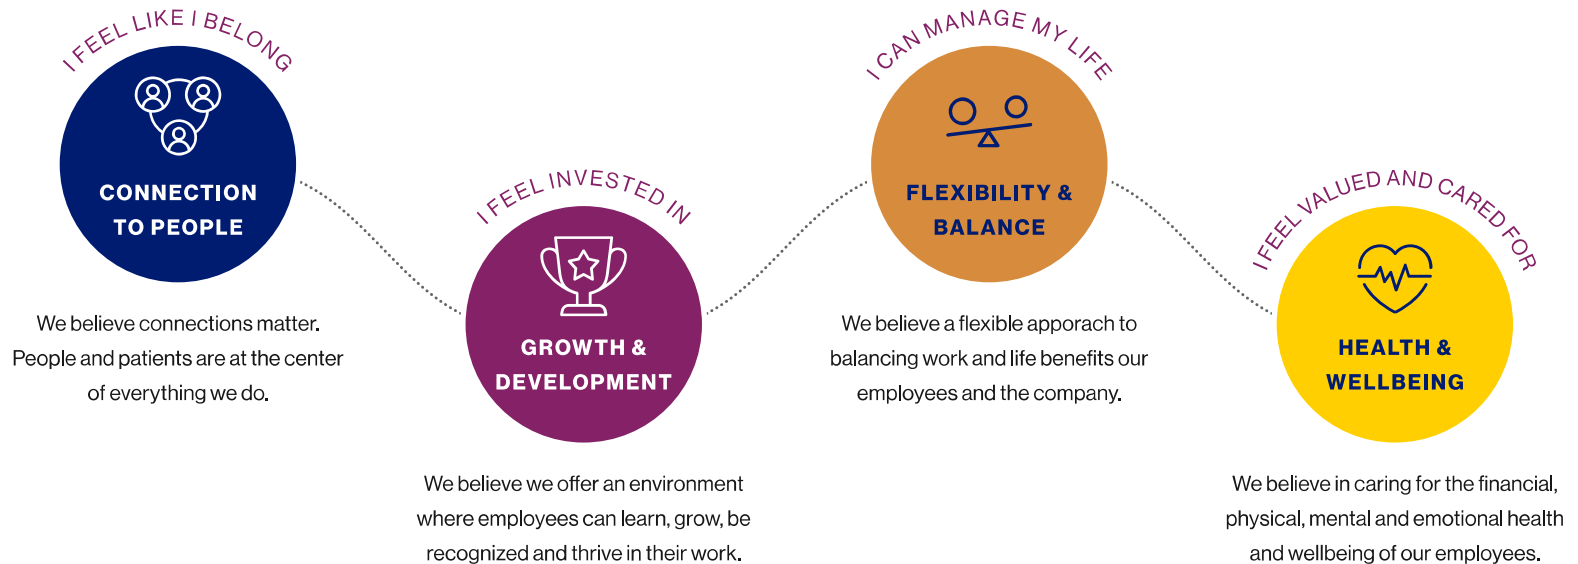 I FEEL LIKE I BELONG
CONNECTION
TO PEOPLE
We believe connections matter.
People and patients are at the center
of everything we do.
I FEEL INVESTED IN
GROWTH &
DEVELOPMENT
We believe we offer an environment
where employees can learn, grow, be
recognized and thrive in their work.
I CAN MANAGE MY LIFE
FLEXIBILITY &
BALANCE
We believe a flexible apporach to
balancing work and life benefits our
employees and the company.
I FEEL VALUED AND CARED FOR
HEALTH &
WELLBEING
We believe in caring for the financial,
physical, mental and emotional health
and wellbeing of our employees.